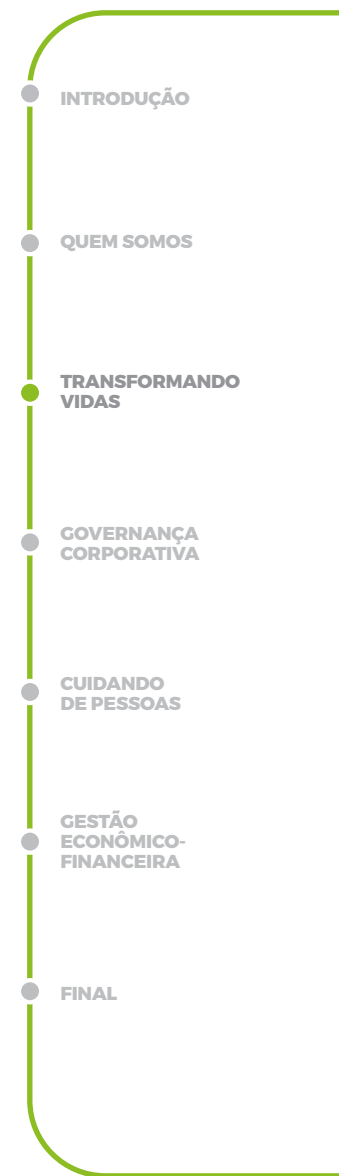 INTRODUÇÃO
QUEM SOMOS
TRANSFORMANDO
VIDAS
GOVERNANÇA
CORPORATIVA
CUIDANDO
DE PESSOAS
GESTÃO
ECONÔMICO-
FINANCEIRA
FINAL